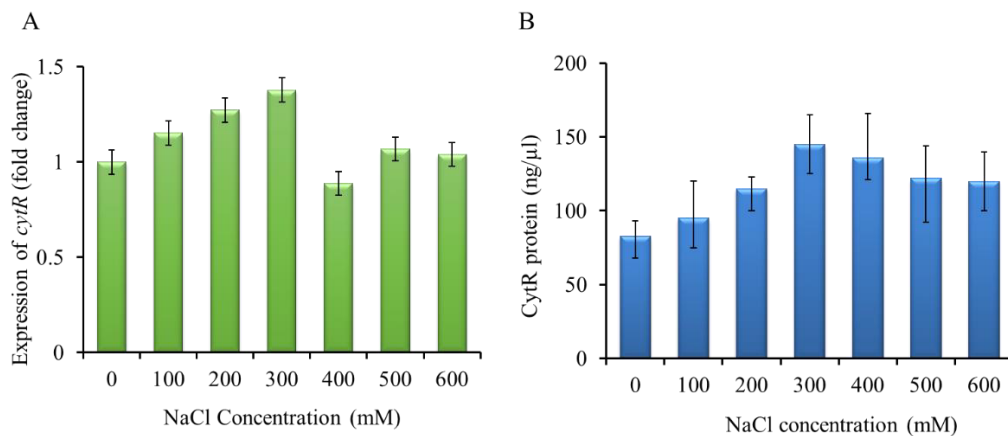 A
Expression of cytR (fold change)
1.5
1
0.5
0
0 100 200 300 400 500 600
NaCl Concentration (mM)
B
CytR protein (ng/µl)
200
150
100
50
0
0 100 200 300 400 500 600
NaCl concentration (mM)